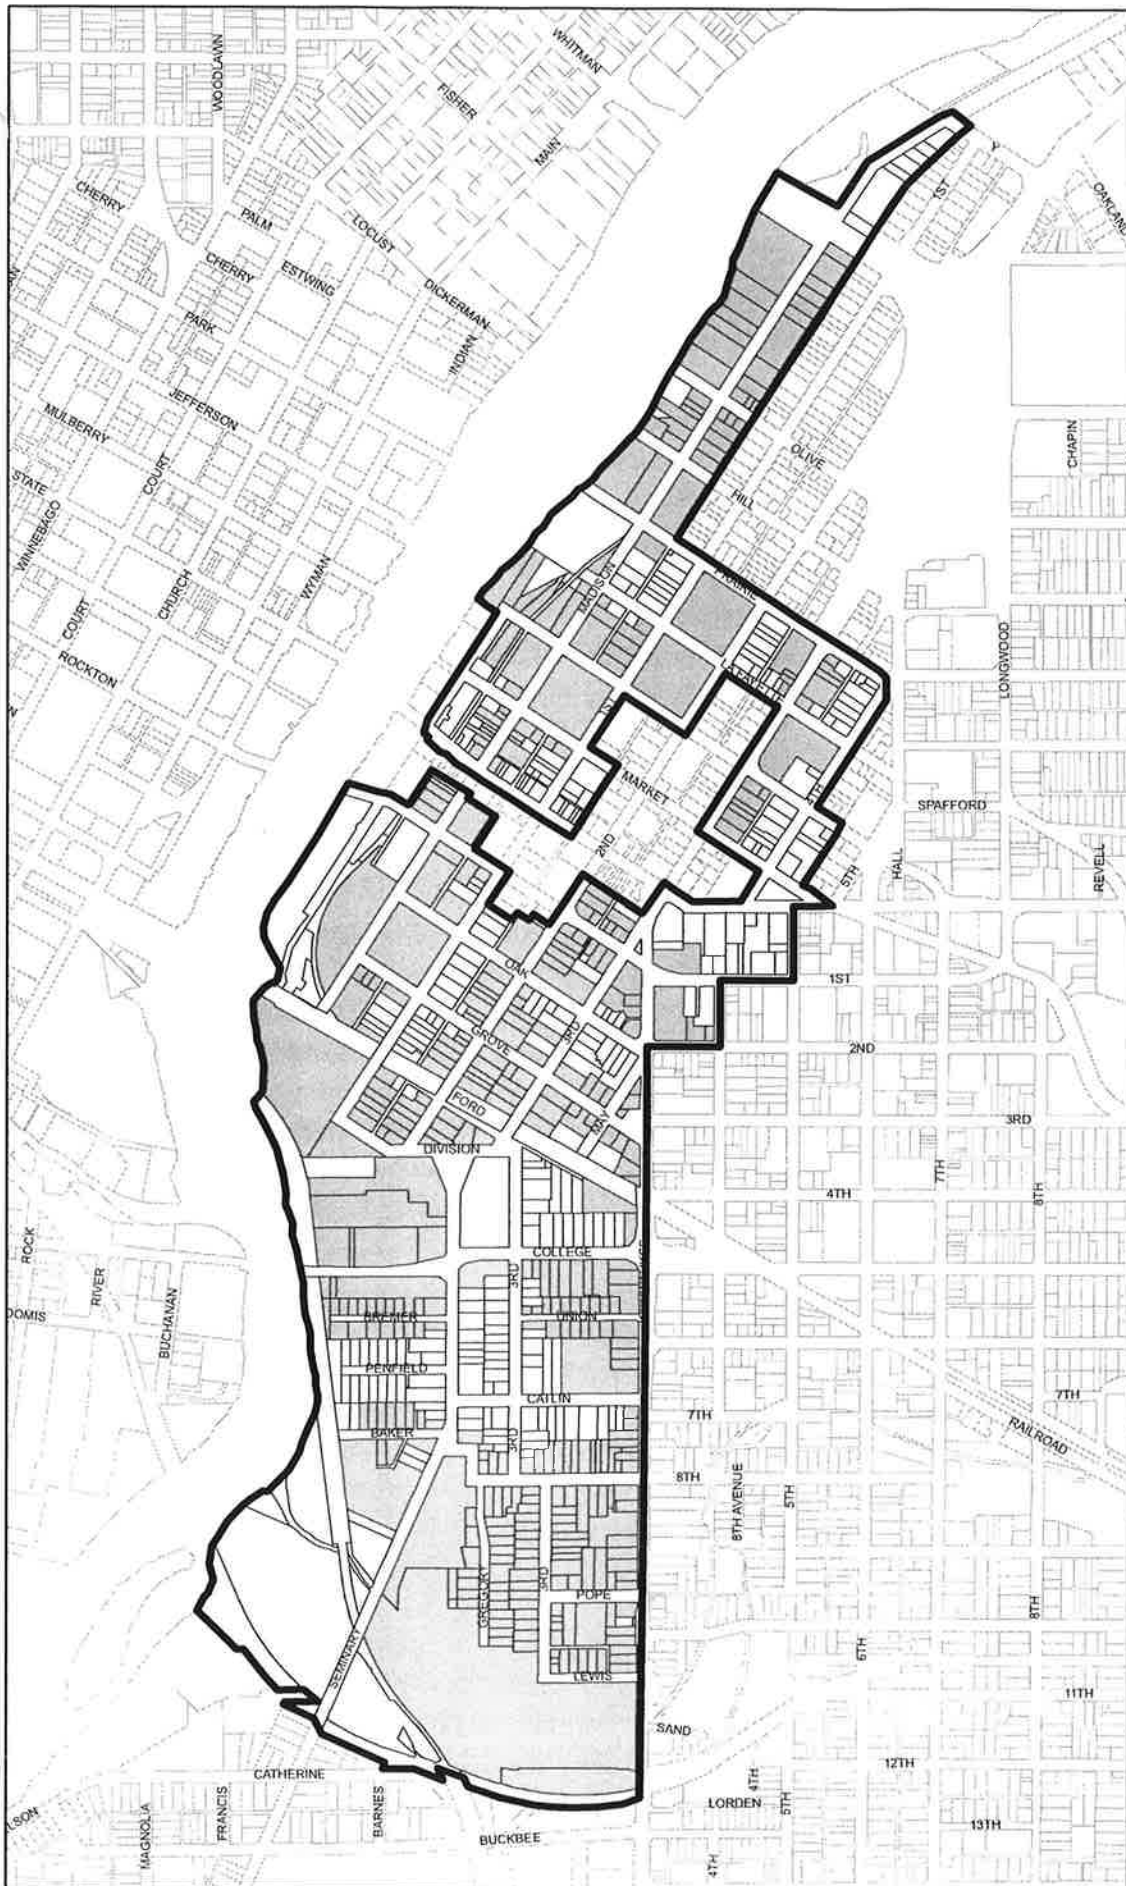 WHITMAN
WOODLAWN
FISHER
MAIN
1ST
OAKLAND
CHERRY
PALM
LOCUST
CHERRY
ESTWING
DICKERMAN
PARK
INDIAN
JEFFERSON
MULBERRY
CHAPIN
OLIVE
COURT
STATE
HILL
WINNEBAGO
MADISON
PRAIRIE
CHURCH
WYMAN
COURT
LONGWOOD
ROCKTON
LAFAYETTE
1ST
MARKET
SPAFFORD
2ND
5TH
HALL
REVELL
OAK
1ST
GROVE
3RD
2ND
FORD
3RD
DIVISION
7TH
4TH
8TH
ROCK
COLLEGE
3RD
RIVER
BUCHANAN
BREMER
UNION
PENFIELD
CATLIN
7TH
7TH
BAKER
3RD
RAILROAD
8TH
8TH AVENUE
5TH
3RD
GREGORY
POPE
8TH
6TH
SEMINARY
LEWIS
11TH
SAND
12TH
CATHERINE
4TH
5TH
LORDEN
MAGNOLIA
FRANCIS
BARNES
13TH
BUCKBEE
4TH